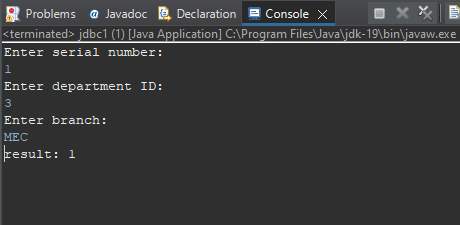 Problems @ Javadoc Declaration Console
<terminated> jdbc1 (1) [Java Application] C:\Program Files\Java\jdk-19\bin\javaw.exe
Enter serial number:
1
Enter department ID:
3
Enter branch:
MEC
result: 1